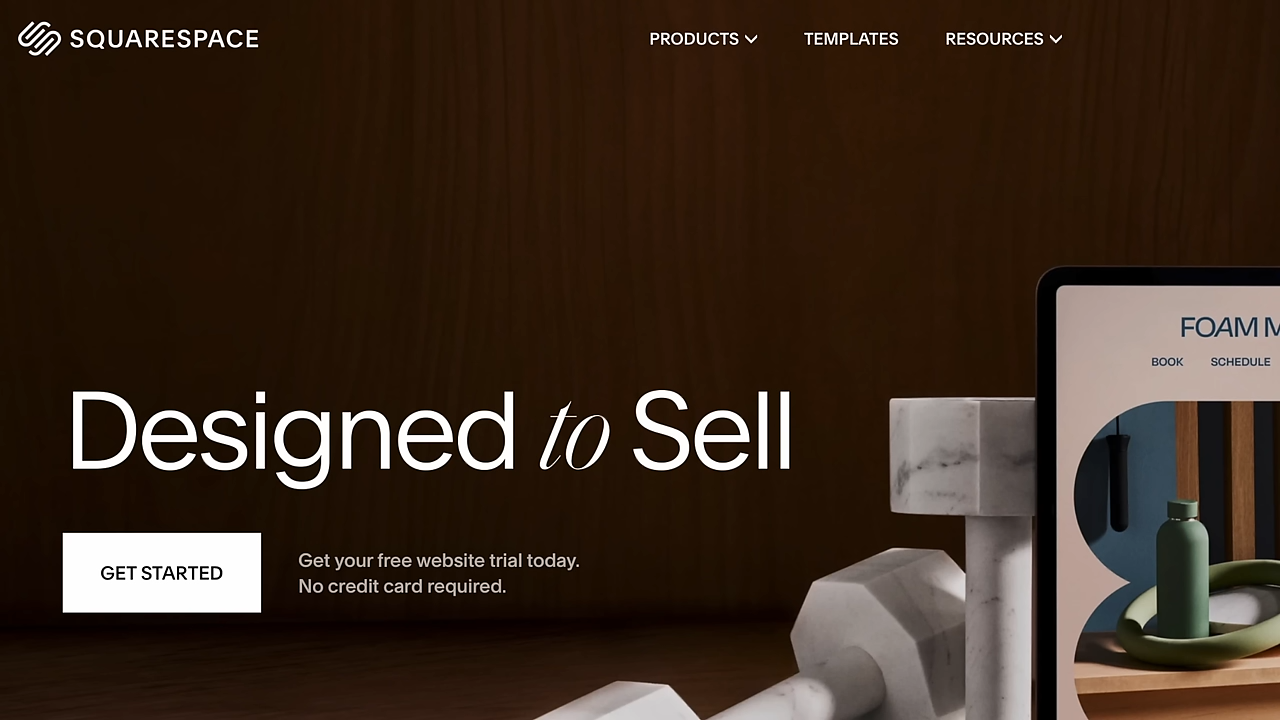 SQUARESPACE
PRODUCTS
TEMPLATES
RESOURCES
FOAM
BOOK
SCHEDULE
Designed to Sell
GET STARTED
Get your free website trial today.
No credit card required.